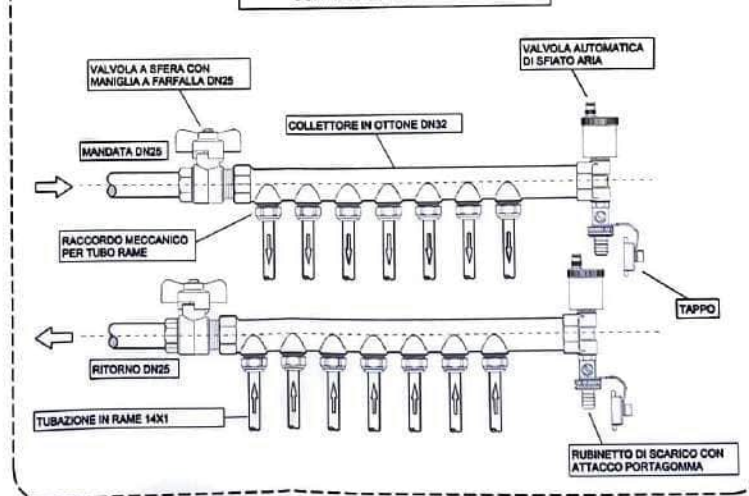 VALVOLA A SFERA CON
MANIGLIA A FARFALLA DN25
VALVOLA AUTOMATICA
DI SFIATO ARIA
COLLETTORE IN OTTONE DN32
MANDATA DN25
RACCORDO MECCANICO
PER TUBO RAME
TAPPO
RITORNO DN25
TUBAZIONE IN RAME 14X1
RUBINETTO DI SCARICO CON
ATTACCO PORTAGOMMA